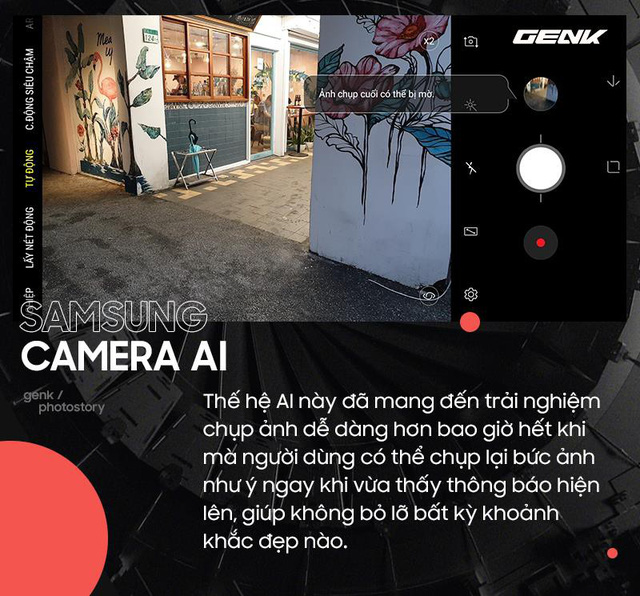 GENK
x2
Ảnh chụp cuối có thể bị mờ.
AR
C.ĐỘNG SIÊU CHẬM
TỰ ĐỘNG
LẤY NÉT ĐỘNG
SAMSUNG
CAMERA AI
genk /
photostory
Thế hệ AI này đã mang đến trải nghiệm
chụp ảnh dễ dàng hơn bao giờ hết khi
mà người dùng có thể chụp lại bức ảnh
như ý ngay khi vừa thấy thông báo hiện
lên, giúp không bỏ lỡ bất kỳ khoảnh
khắc đẹp nào.